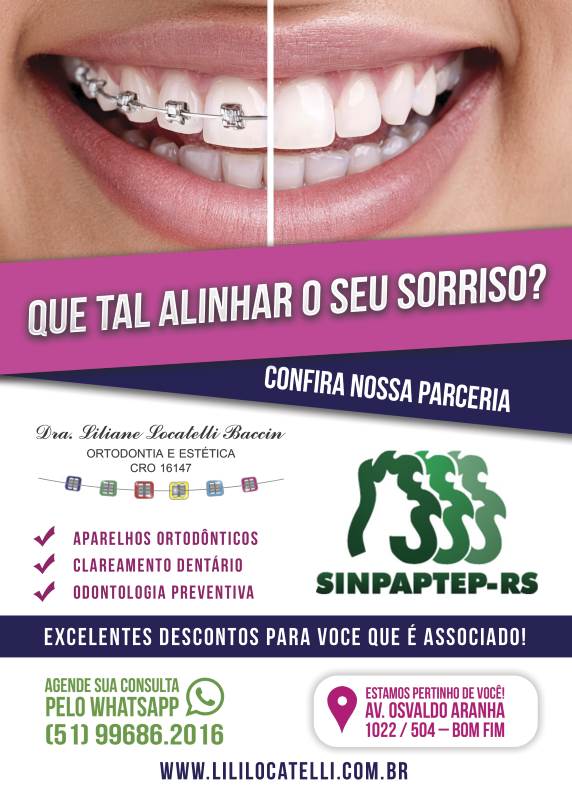 QUE TAL ALINHAR O SEU SORRISO?
CONFIRA NOSSA PARCERIA
Dra. Liliane Locatelli Baccin
ORTODONTIA E ESTÉTICA
CRO 16147
APARELHOS ORTODÔNTICOS
CLAREAMENTO DENTÁRIO
ODONTOLOGIA PREVENTIVA
SINPAPTEP-RS
EXCELENTES DESCONTOS PARA VOCE QUE É ASSOCIADO!
AGENDE SUA CONSULTA
PELO WHATSAPP
(51) 99686.2016
ESTAMOS PERTINHO DE VOCÊ!
AV. OSVALDO ARANHA
1022 / 504 – BOM FIM
WWW.LILILOCATELLI.COM.BR